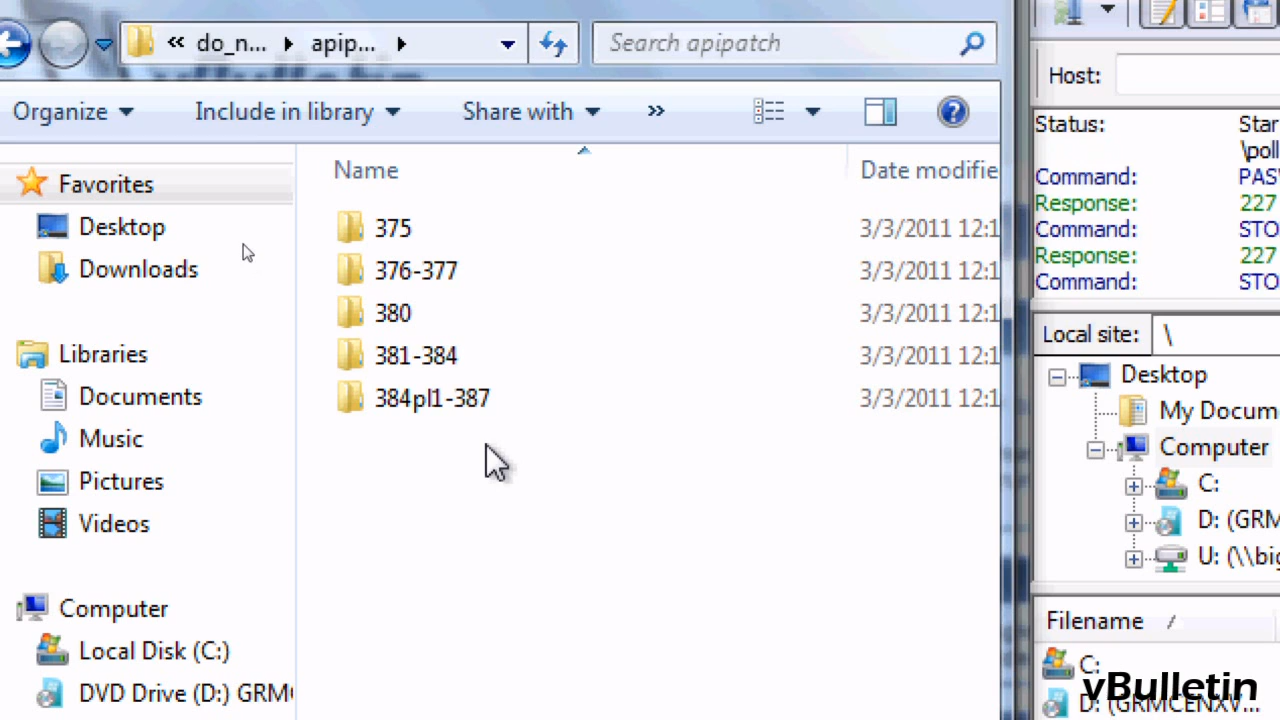 « do_n... ▸ apip... ▸
Search apipatch
Organize
Include in library
Share with
»
Name
Date modifie
Favorites
Desktop
Downloads
Libraries
Documents
Music
Pictures
Videos
Computer
Local Disk (C:)
DVD Drive (D:) GRM
375 3/3/2011 12:1
376-377 3/3/2011 12:1
380 3/3/2011 12:1
381-384 3/3/2011 12:1
384pl1-387 3/3/2011 12:1
Host:
Status: Star
\poll
Command: PAS
Response: 227
Command: STO
Response: 227
Command: STO
Local site: \
Desktop
My Docum
Computer
C:
D: (GRM
U: (\\big
Filename /
C:
D: (GRMCENXV...
vBulletin